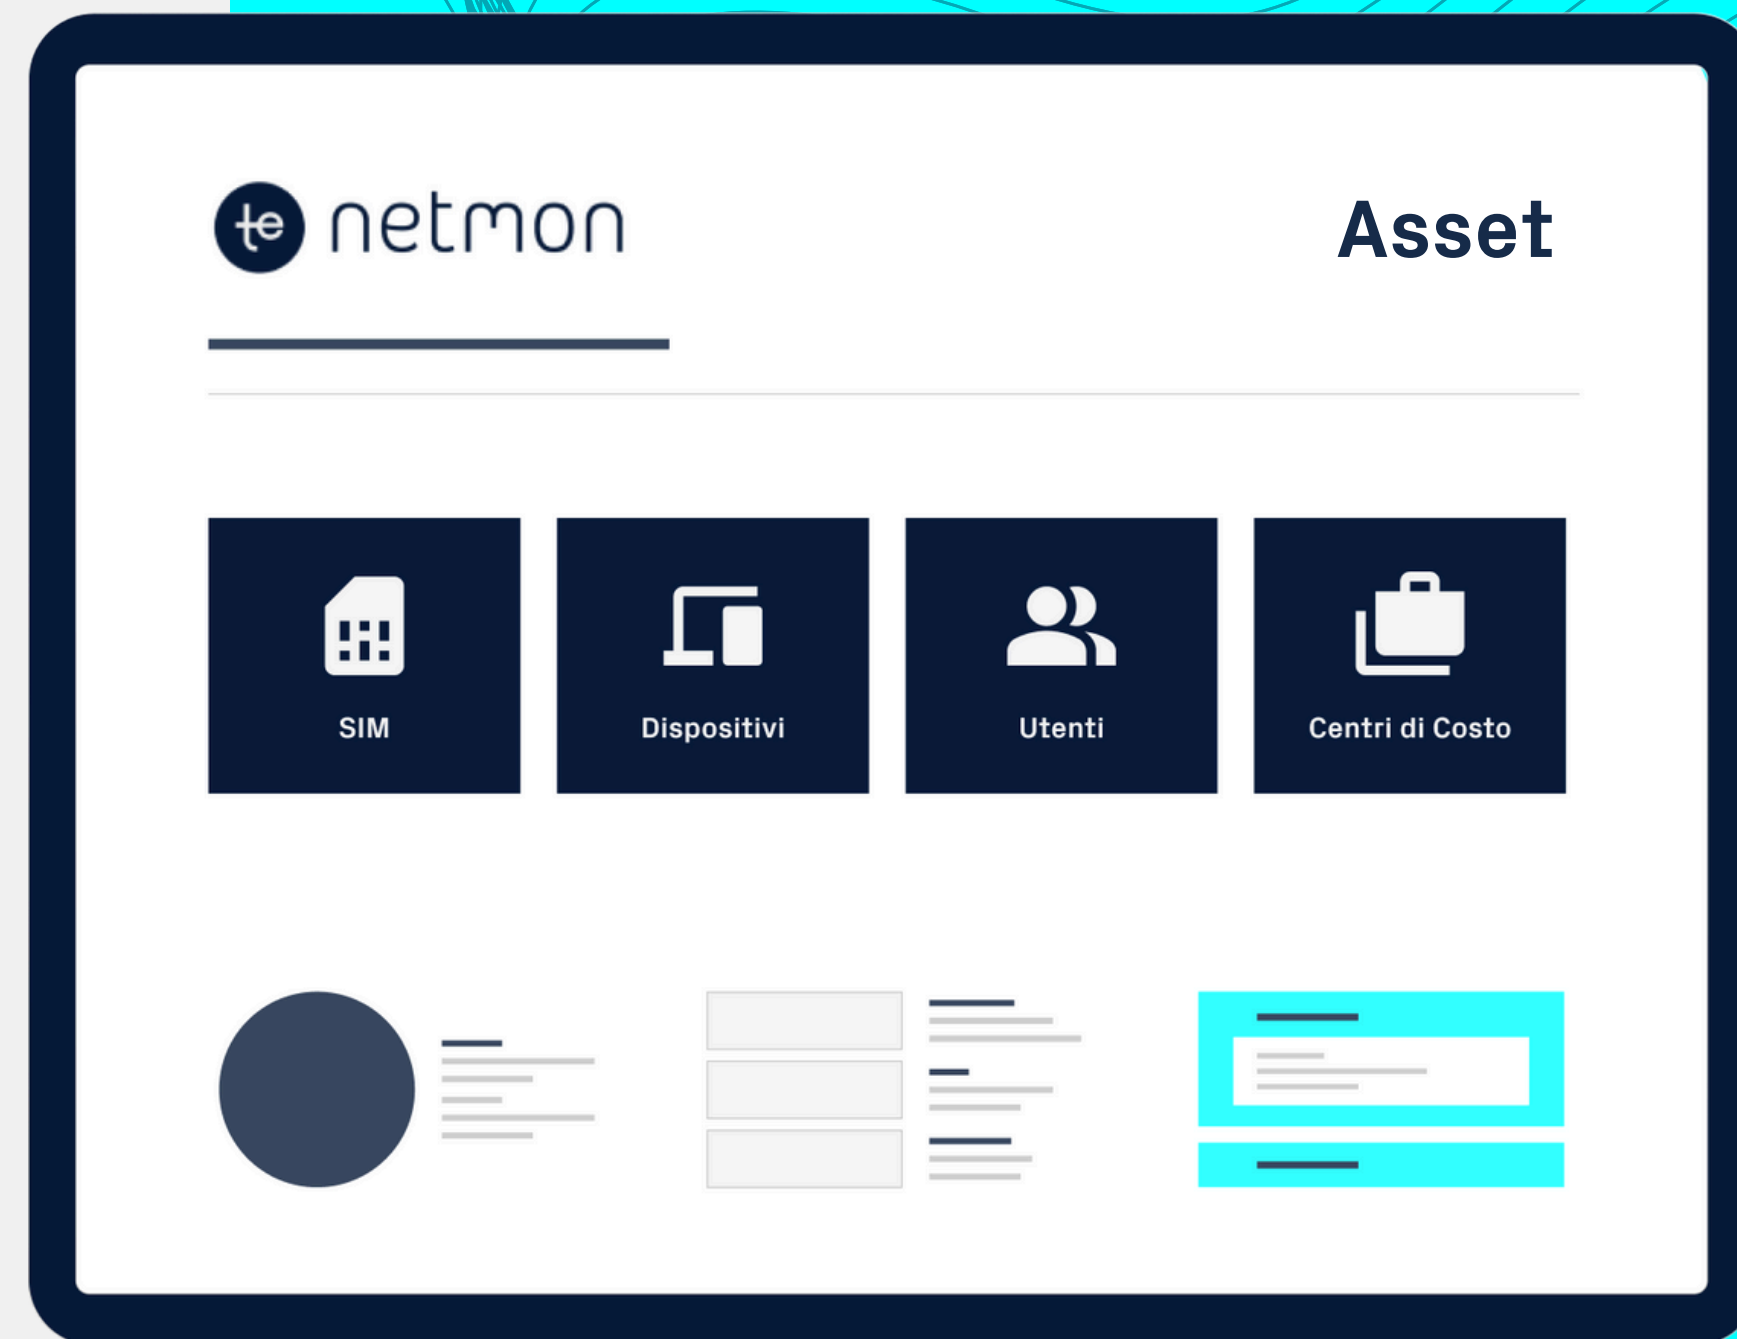 te netmon
Asset
SIM
Dispositivi
Utenti
Centri di Costo